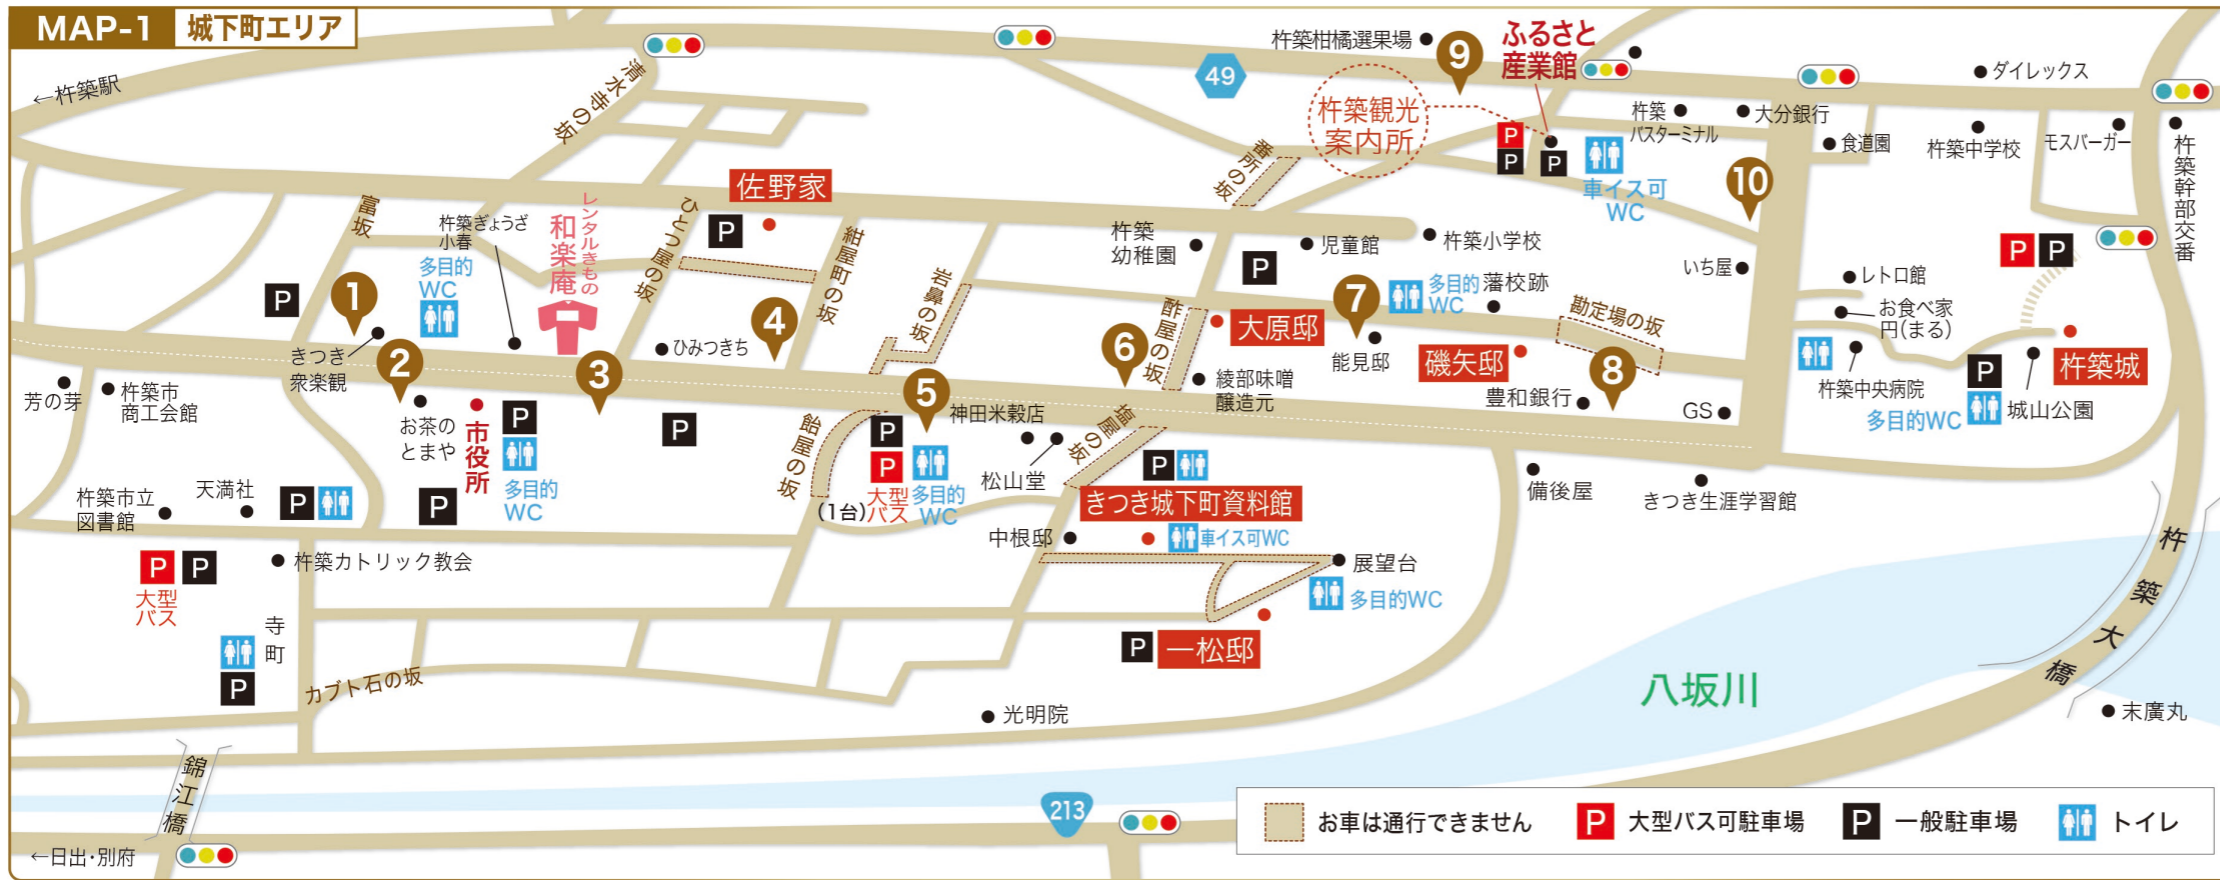 MAP-1 城下町エリア
←杵築駅
清水寺の坂
49
杵築柑橘選果場
9
ふるさと
産業館
杵築観光
案内所
P
P
P
車イス可
WC
杵築
バスターミナル
大分銀行
食道園
ダイレックス
杵築中学校
モスバーガー
杵築幹部交番
10
番所の坂
富坂
杵築ぎょうざ
小春
多目的
WC
レンタルきもの
和楽庵
ひとつ屋の坂
P
佐野家
紺屋町の坂
岩鼻の坂
杵築
幼稚園
P
児童館
杵築小学校
いち屋
レトロ館
お食べ家
円(まる)
P
P
P
1
きつき
衆楽観
2
お茶の
とまや
市役所
P
多目的
WC
P
3
ひみつきち
4
P
酢屋の坂
大原邸
7
多目的
WC
藩校跡
能見邸
磯矢邸
勘定場の坂
豊和銀行
8
GS
杵築中央病院
多目的WC
P
城山公園
杵築城
6
綾部味噌
醸造元
5
神田米穀店
松山堂
飴屋の坂
P
P
(1台)
大型
バス
多目的
WC
塩屋の坂
P
きつき城下町資料館
車イス可WC
中根邸
展望台
多目的WC
P
一松邸
備後屋
きつき生涯学習館
芳の芽
杵築市
商工会館
杵築市立
図書館
天満社
P
P
P
大型
バス
杵築カトリック教会
寺町
P
カブト石の坂
光明院
八坂川
杵築大橋
末廣丸
錦江橋
←日出・別府
213
お車は通行できません
P 大型バス可駐車場
P 一般駐車場
トイレ